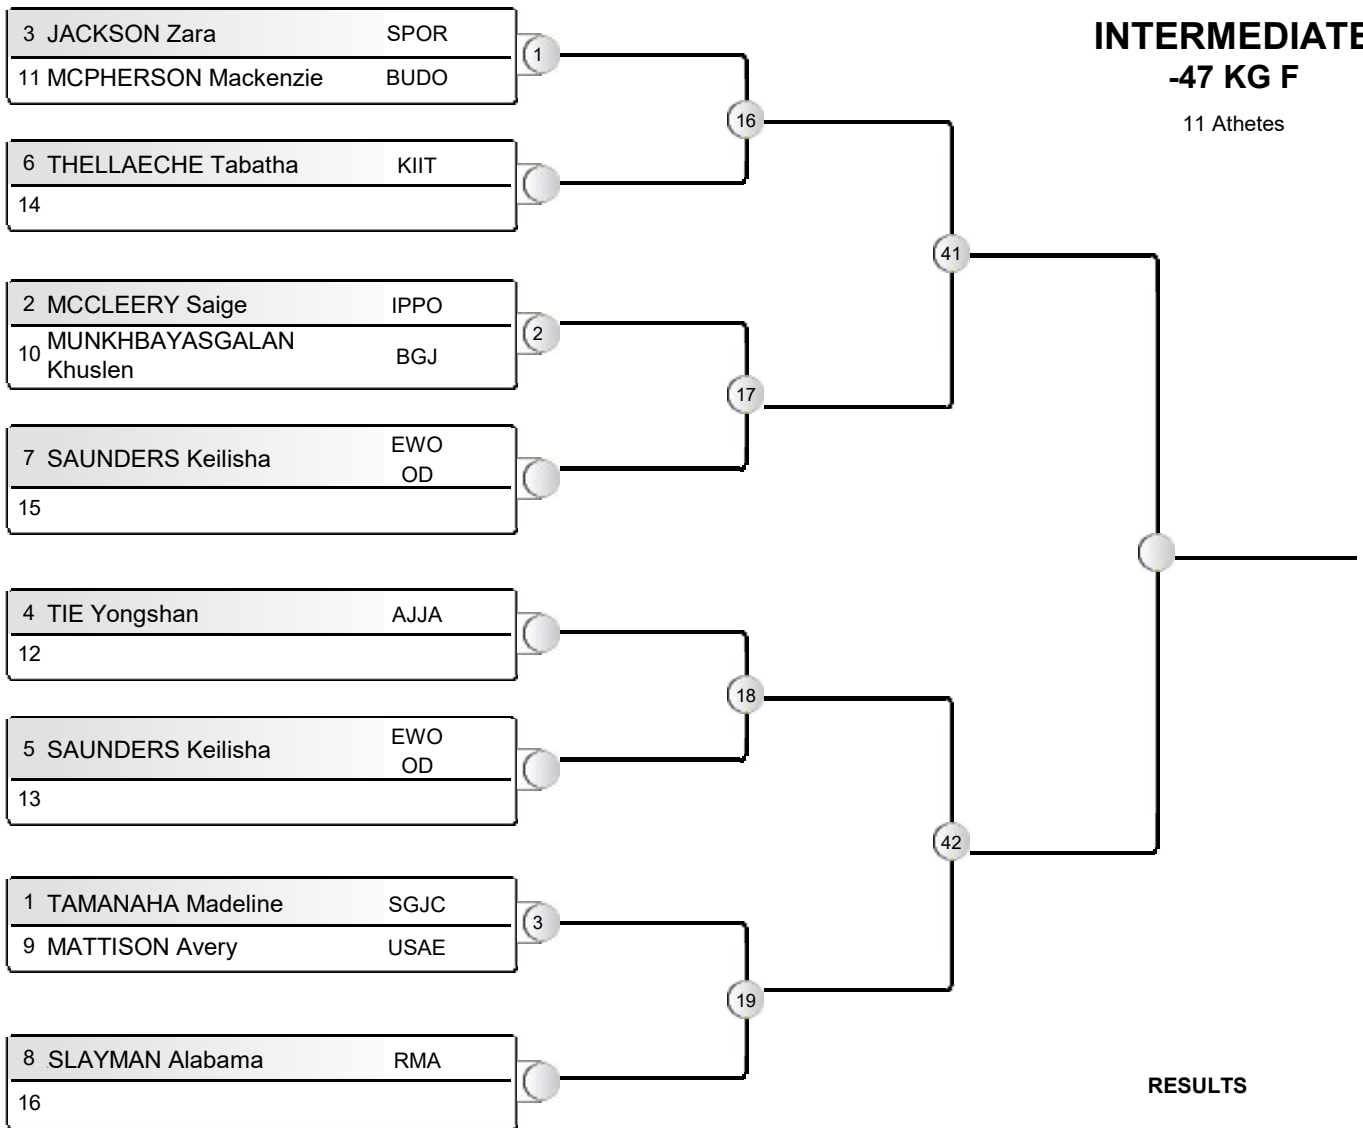 INTERMEDIATE
-47 KG F
11 Athetes
3 JACKSON Zara SPOR
11 MCPHERSON Mackenzie BUDO
1
16
6 THELLAECHE Tabatha KIIT
14
41
2 MCCLEERY Saige IPPO
10 MUNKHBAYASGALAN
Khuslen BGJ
2
17
7 SAUNDERS Keilisha EWO
OD
15
4 TIE Yongshan AJJA
12
18
5 SAUNDERS Keilisha EWO
OD
13
42
1 TAMANAHA Madeline SGJC
9 MATTISON Avery USAE
3
19
8 SLAYMAN Alabama RMA
16
RESULTS